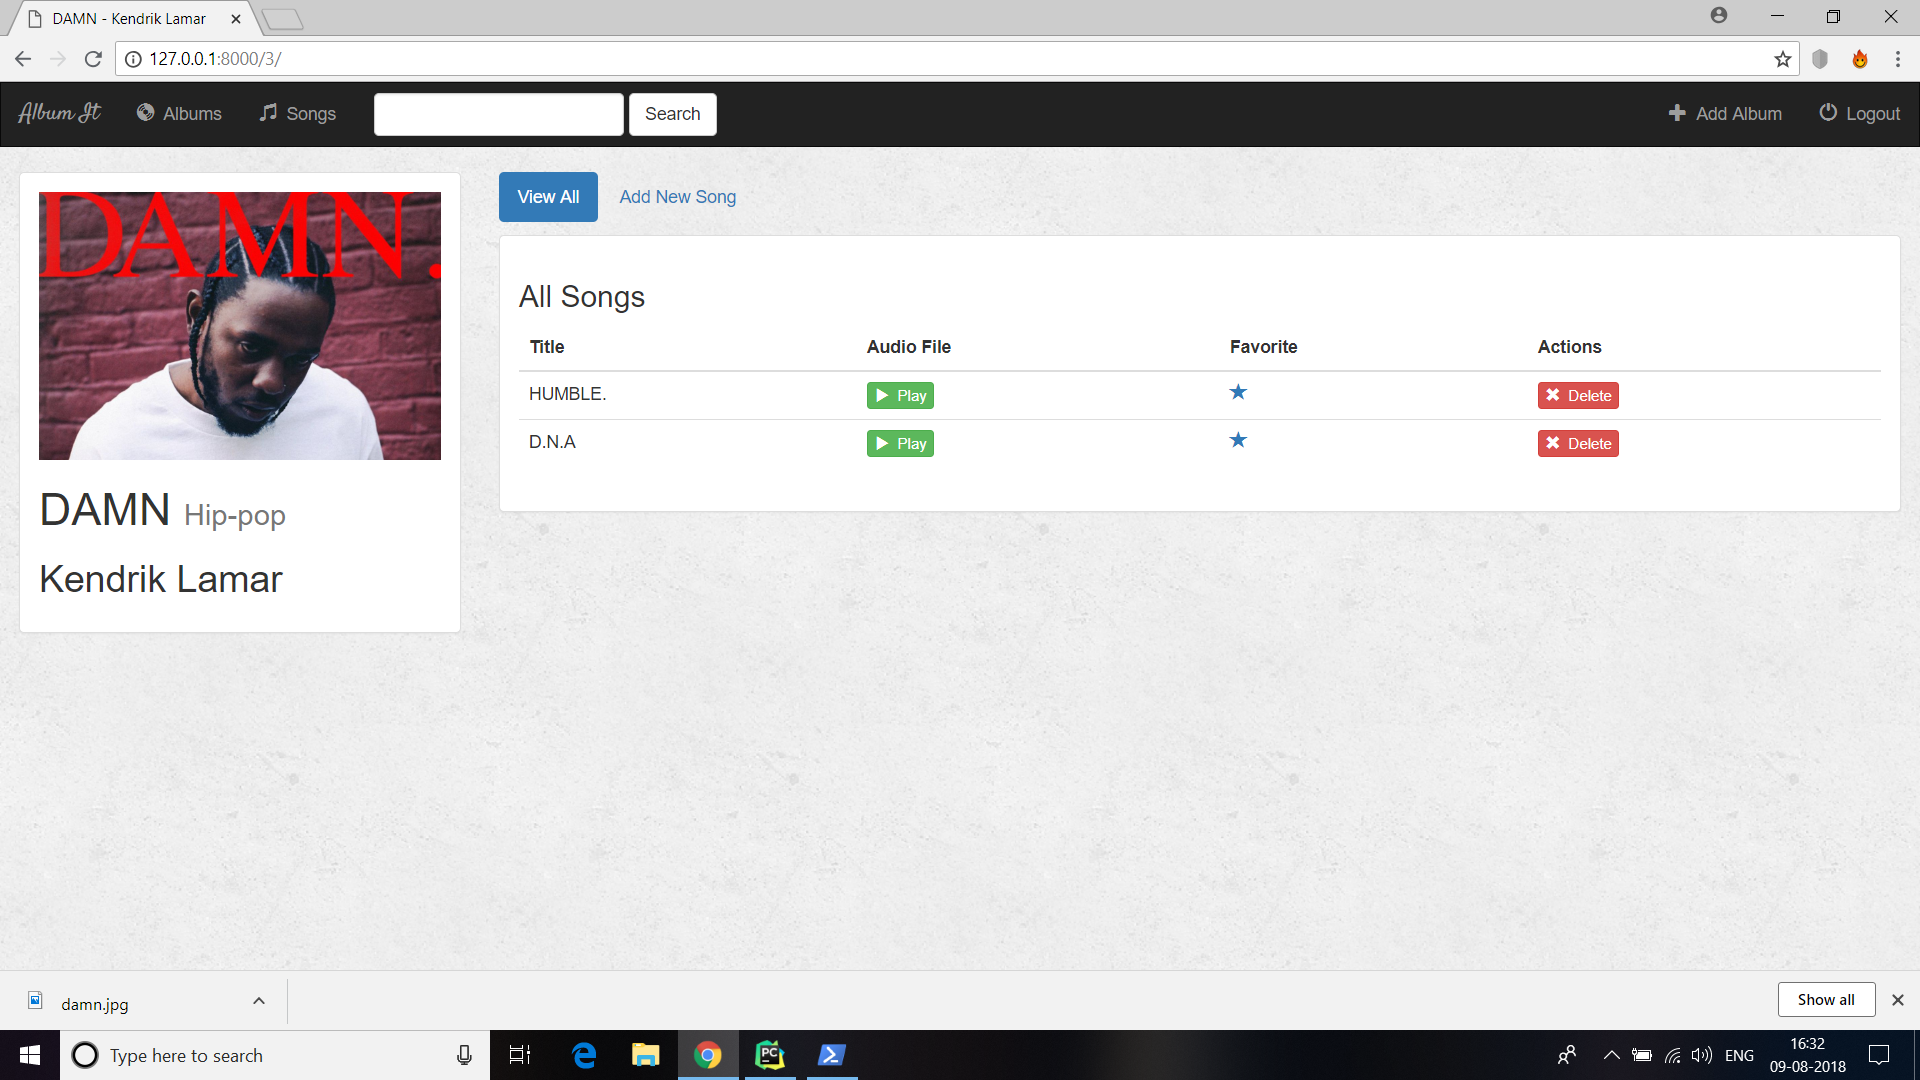 DAMN - Kendrik Lamar
127.0.0.1:8000/3/
Album It Albums Songs Search Add Album Logout
DAMN.
DAMN Hip-pop
Kendrik Lamar
View All Add New Song
All Songs
Title Audio File Favorite Actions
HUMBLE. Play Delete
D.N.A Play Delete
damn.jpg Show all
Type here to search
PC
ENG
16:32
09-08-2018